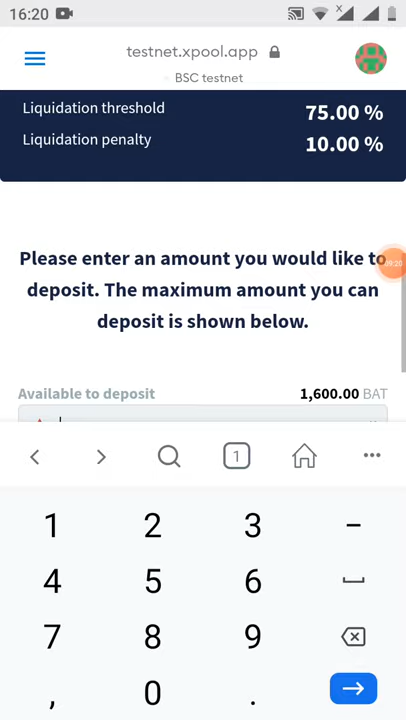 16:20
testnet.xpool.app
BSC testnet
Liquidation threshold 75.00 %
Liquidation penalty 10.00 %
Please enter an amount you would like to
deposit. The maximum amount you can
deposit is shown below.
09:20
Available to deposit 1,600.00 BAT
1
1 2 3 -
4 5 6
7 8 9
, 0 .